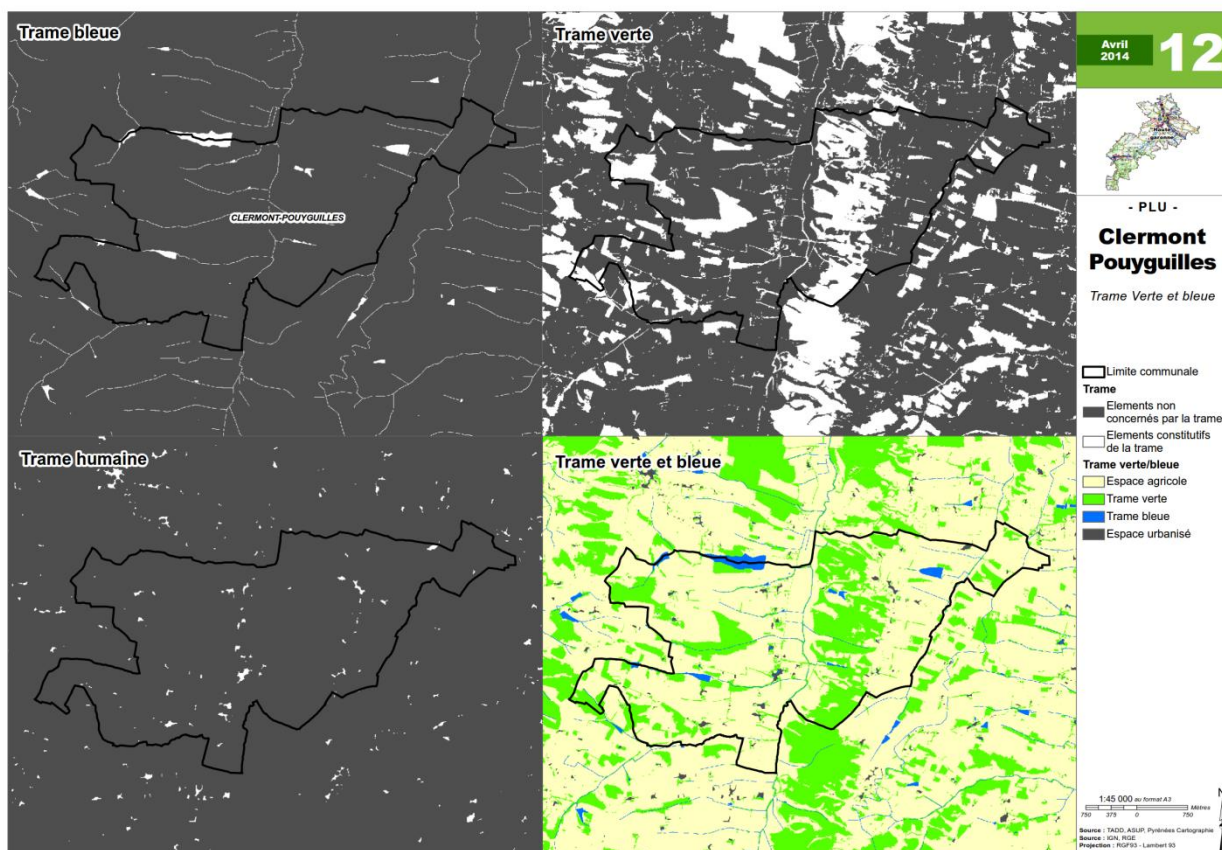 Trame bleue
CLERMONT-POUYGUILLES
Trame verte
Trame humaine
Trame verte et bleue
Avril
2014
12
- PLU -
Clermont
Pouyguilles
Trame Verte et bleue
Limite communale
Trame
Elements non
concernés par la trame
Elements constitutifs
de la trame
Trame verte/bleue
Espace agricole
Trame verte
Trame bleue
Espace urbanisé
1:45 000 au format A3
Mètres
750 375 0 750
N
Source : TADD, ASUP, Pyrénées Cartographie
Source : IGN, RGE
Projection : RGF93 - Lambert 93